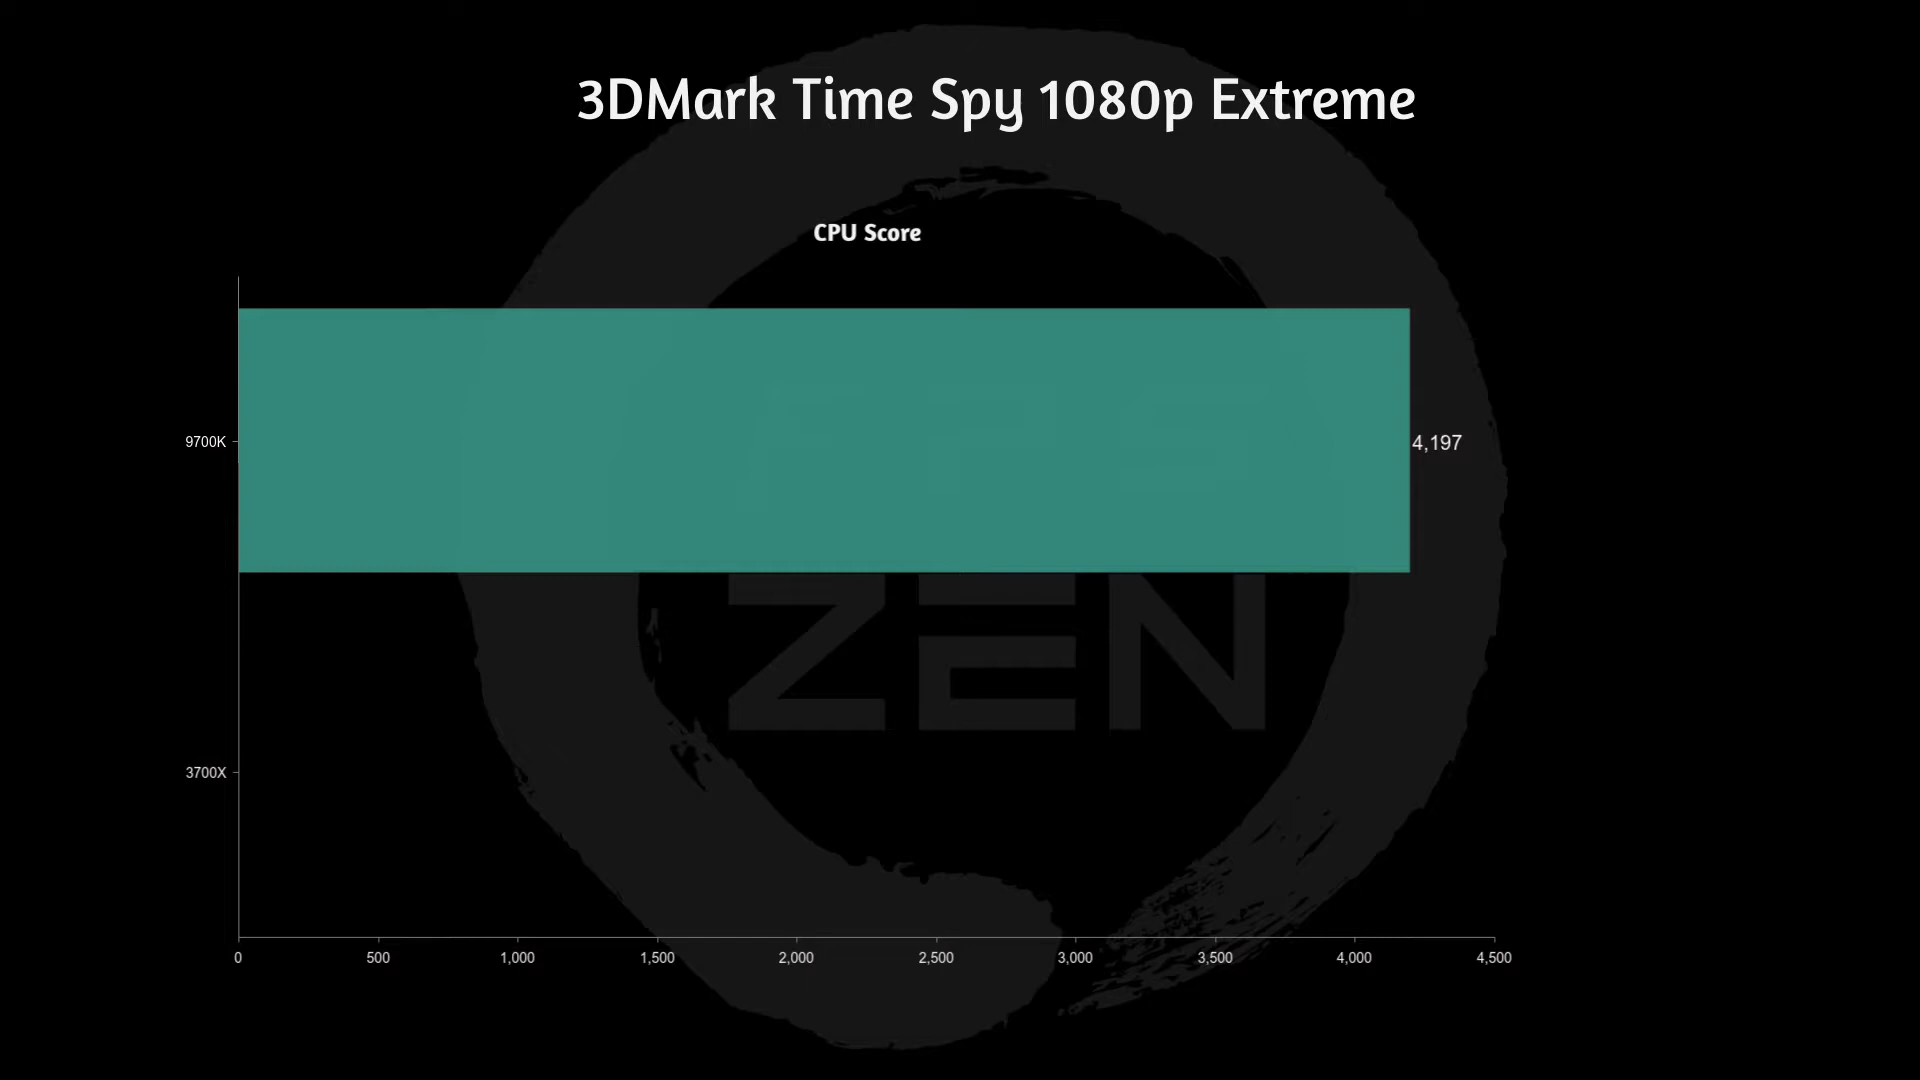 3DMark Time Spy 1080p Extreme
CPU Score
9700K
4,197
ZEN
3700X
0 500 1,000 1,500 2,000 2,500 3,000 3,500 4,000 4,500